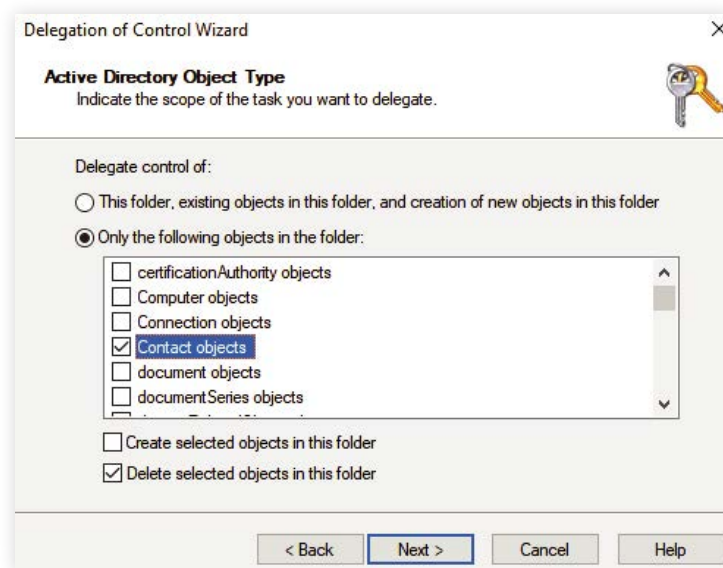 Delegation of Control Wizard
Active Directory Object Type
Indicate the scope of the task you want to delegate.
Delegate control of:
This folder, existing objects in this folder, and creation of new objects in this folder
Only the following objects in the folder:
certificationAuthority objects
Computer objects
Connection objects
Contact objects
document objects
documentSeries objects
Create selected objects in this folder
Delete selected objects in this folder
< Back Next > Cancel Help